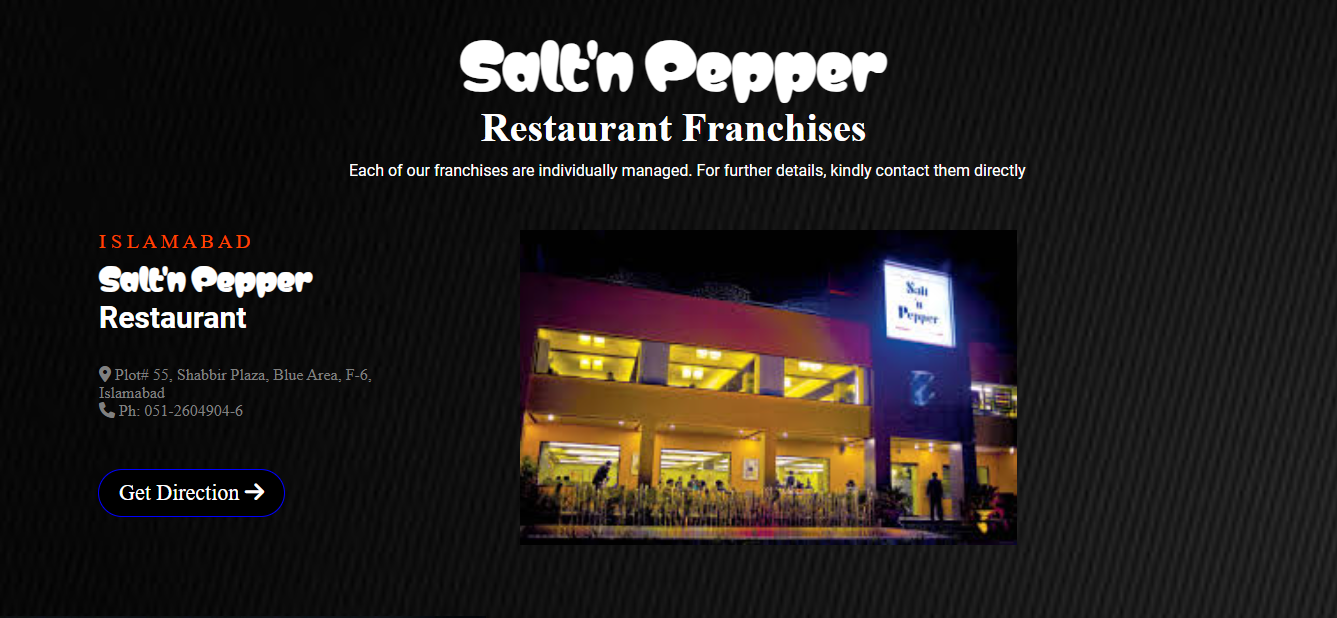 Salt'n Pepper
Restaurant Franchises
Each of our franchises are individually managed. For further details, kindly contact them directly
ISLAMABAD
Salt'n Pepper
Restaurant
Plot# 55, Shabbir Plaza, Blue Area, F-6,
Islamabad
Ph: 051-2604904-6
Get Direction
Salt
'n
Pepper